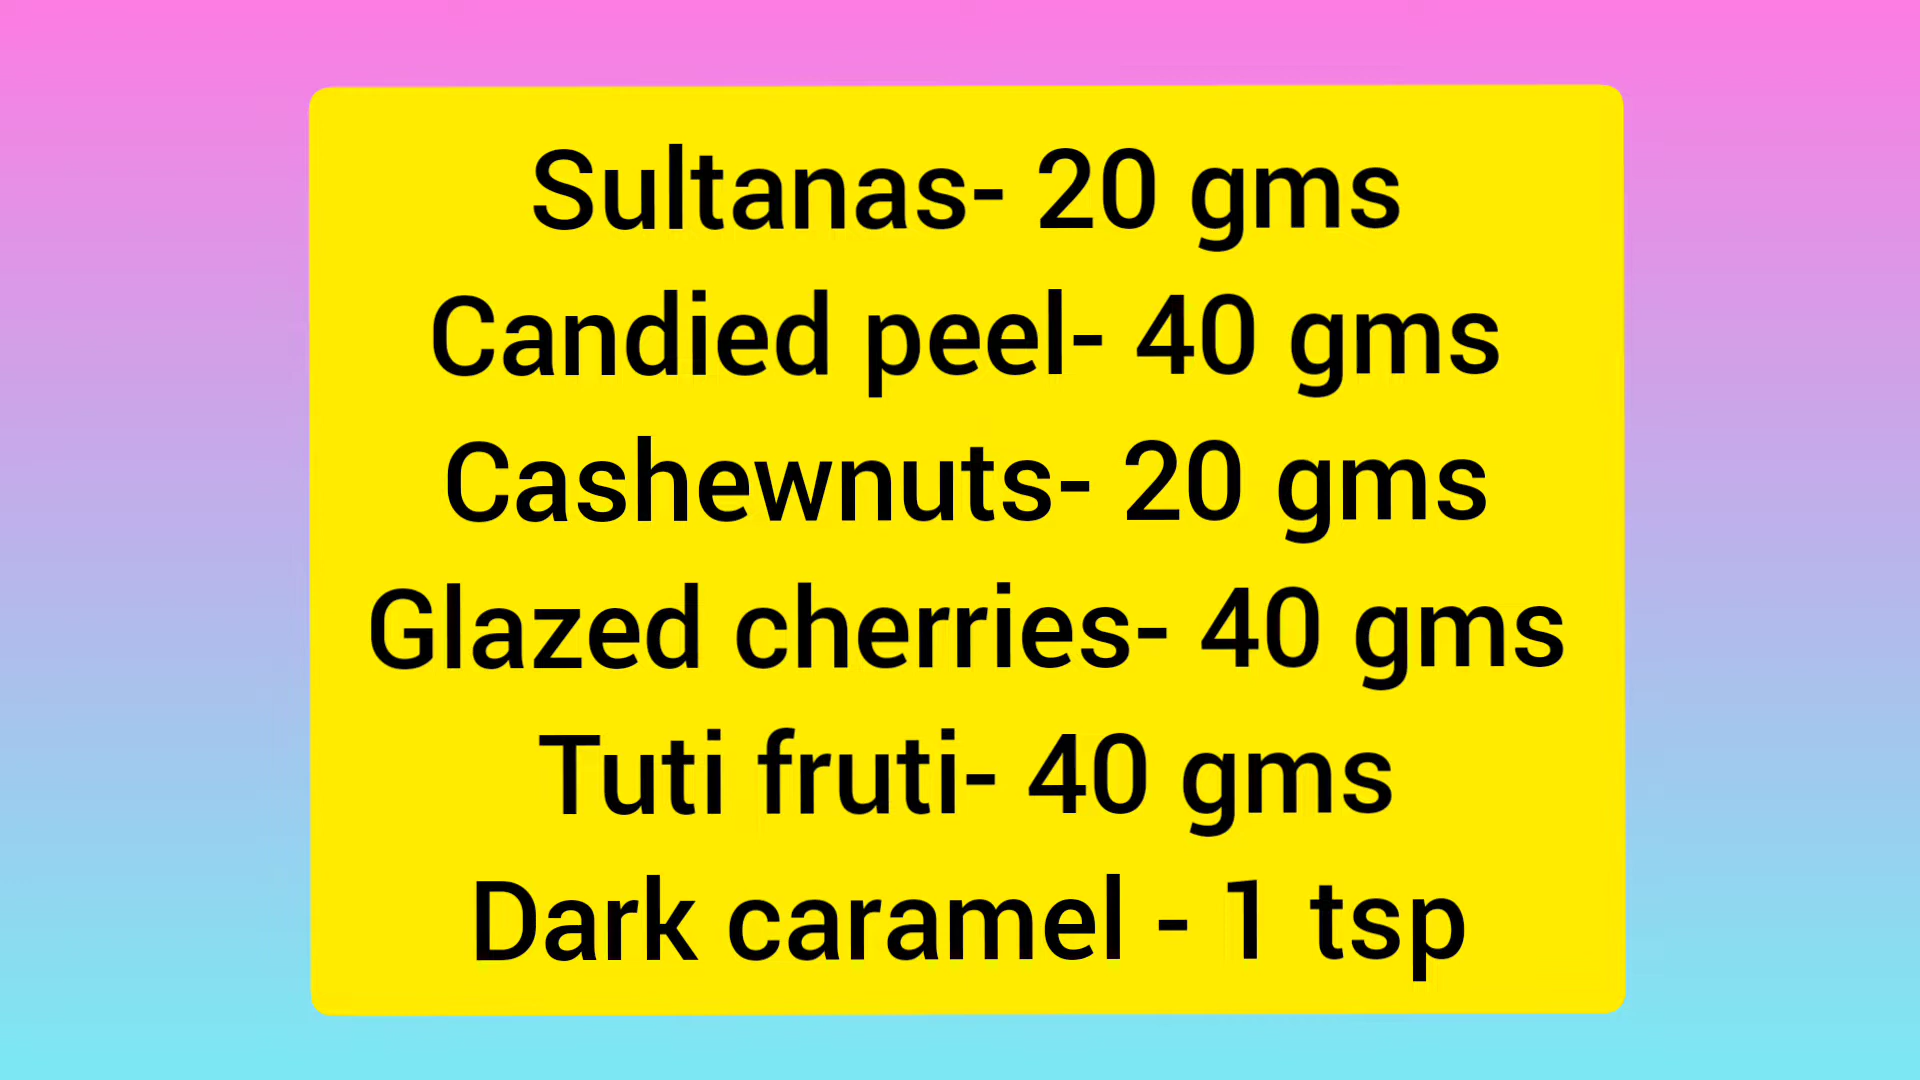 Sultanas- 20 gms
Candied peel- 40 gms
Cashewnuts- 20 gms
Glazed cherries- 40 gms
Tuti fruti- 40 gms
Dark caramel - 1 tsp